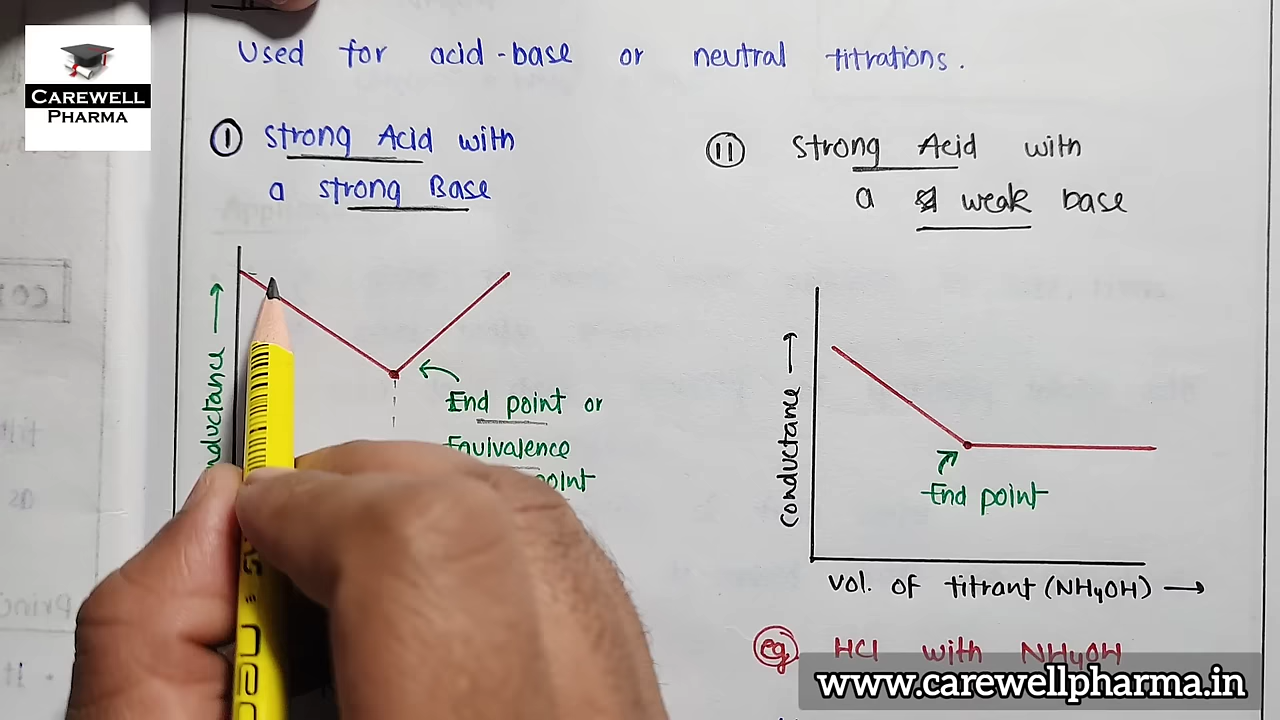 CAREWELL
PHARMA
Used for acid-base or neutral titrations.
① Strong Acid with
a strong Base
End point or
Equivalence
point
⑪ Strong Acid with
a weak base
conductance →
End point
Vol. of titrant (NH4OH) →
eg HCl with NH4OH
www.carewellpharma.in